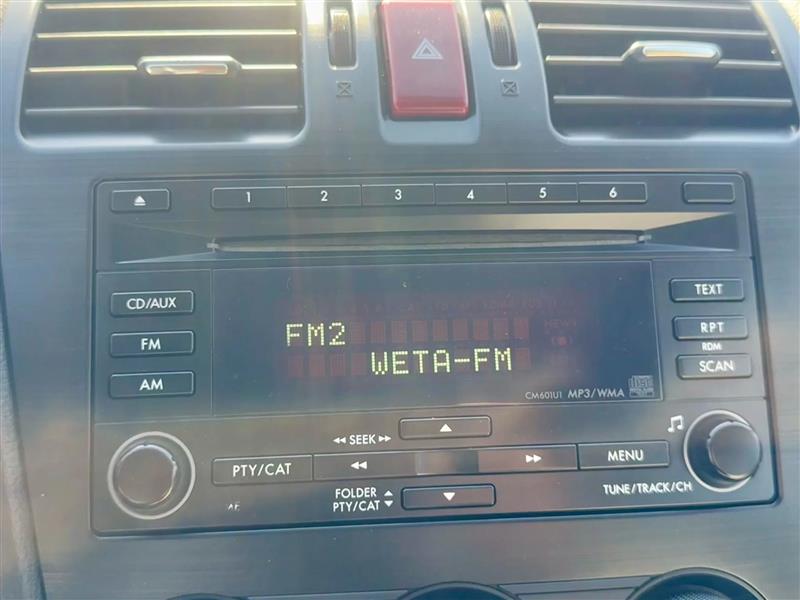 1 2 3 4 5 6
CD/AUX
FM
AM
FM2
WETA-FM
CM601U1 MP3/WMA
TEXT
RPT
RDM
SCAN
SEEK
PTY/CAT
MENU
FOLDER
PTY/CAT
TUNE/TRACK/CH